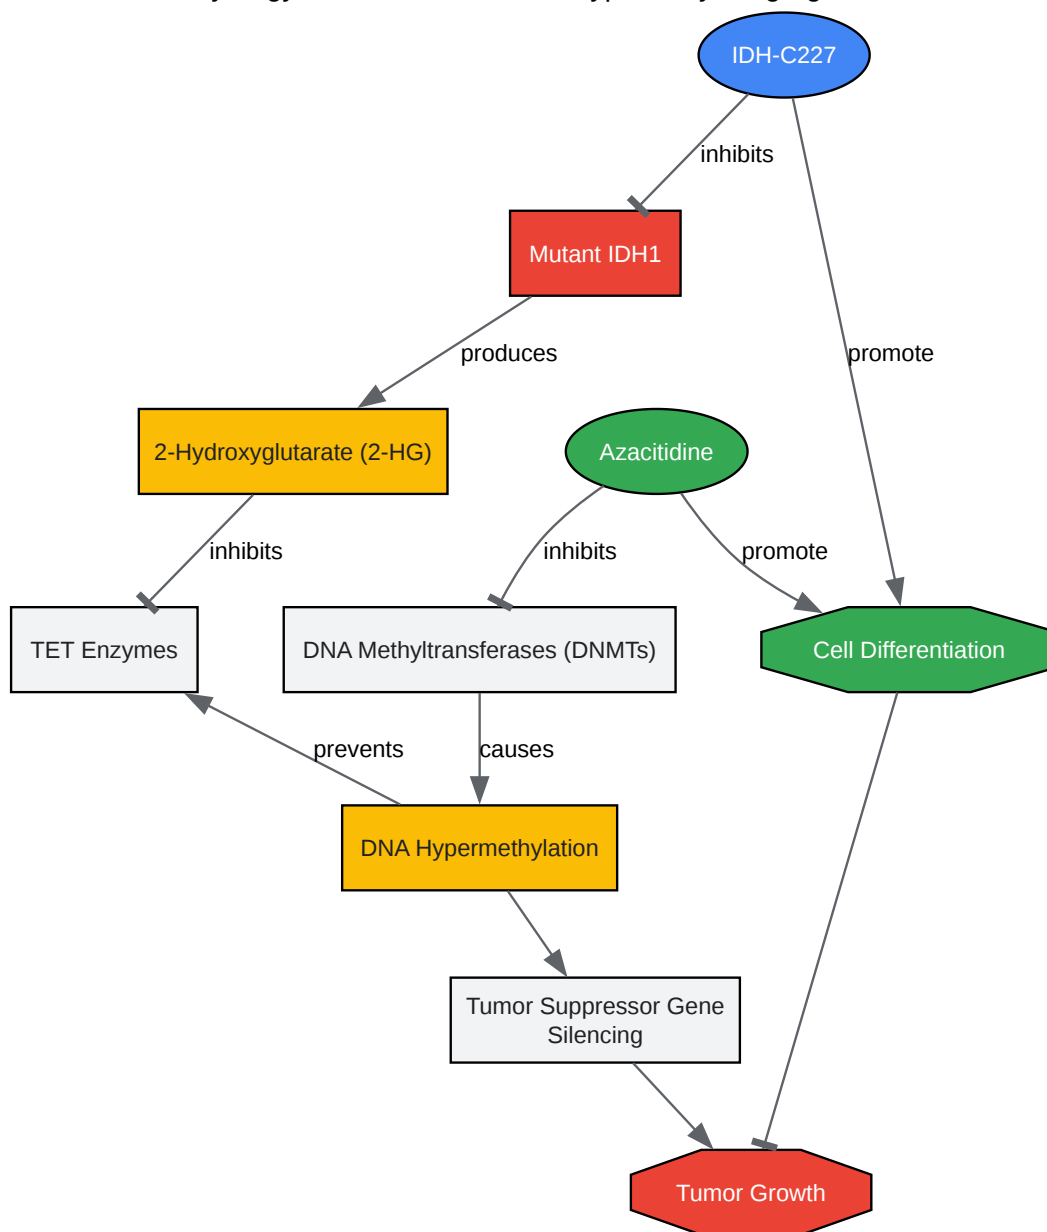 IDH-C227
inhibits
Mutant IDH1
produces
promote
2-Hydroxyglutarate (2-HG)
Azacitidine
inhibits
inhibits
promote
TET Enzymes
DNA Methyltransferases (DNMTs)
Cell Differentiation
prevents
causes
DNA Hypermethylation
Tumor Suppressor Gene
Silencing
Tumor Growth